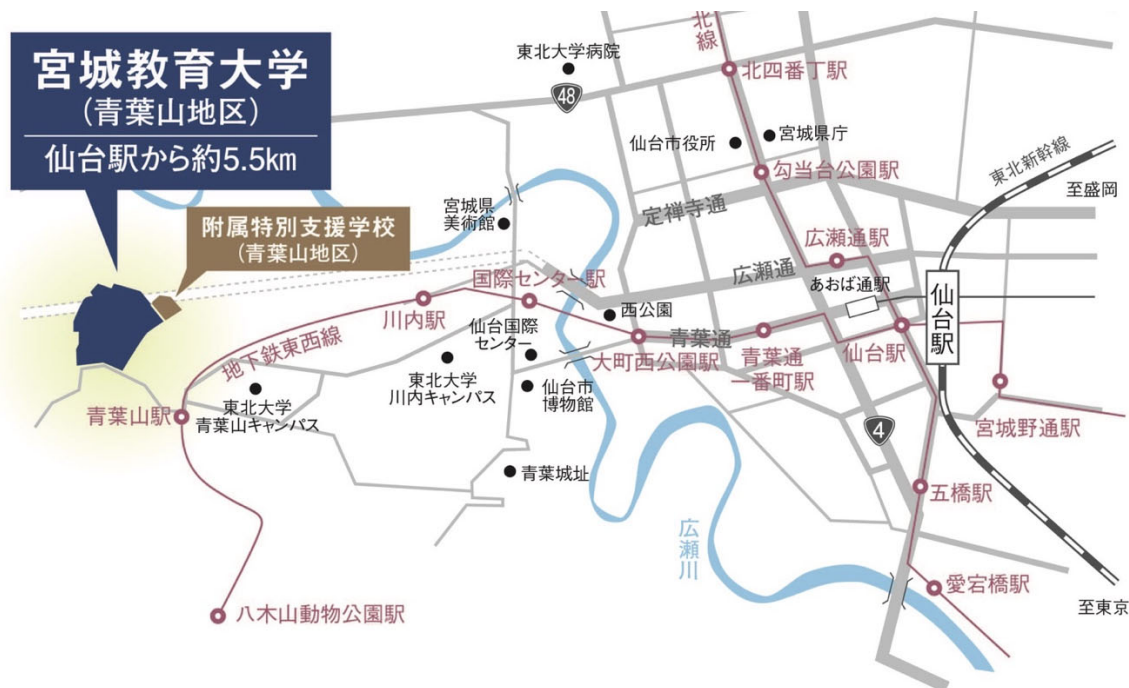 宮城教育大学
(青葉山地区)
仙台駅から約5.5km
附属特別支援学校
(青葉山地区)
北線
東北大学病院
48
北四番丁駅
仙台市役所
宮城県庁
勾当台公園駅
東北新幹線
至盛岡
定禅寺通
宮城県
美術館
広瀬通駅
広瀬通
あおば通駅
仙台駅
国際センター駅
西公園
川内駅
仙台国際
センター
青葉通
大町西公園駅
青葉通
一番町駅
仙台駅
地下鉄東西線
東北大学
川内キャンパス
仙台市
博物館
東北大学
青葉山キャンパス
青葉山駅
宮城野通駅
4
青葉城址
五橋駅
広瀬川
愛宕橋駅
至東京
八木山動物公園駅